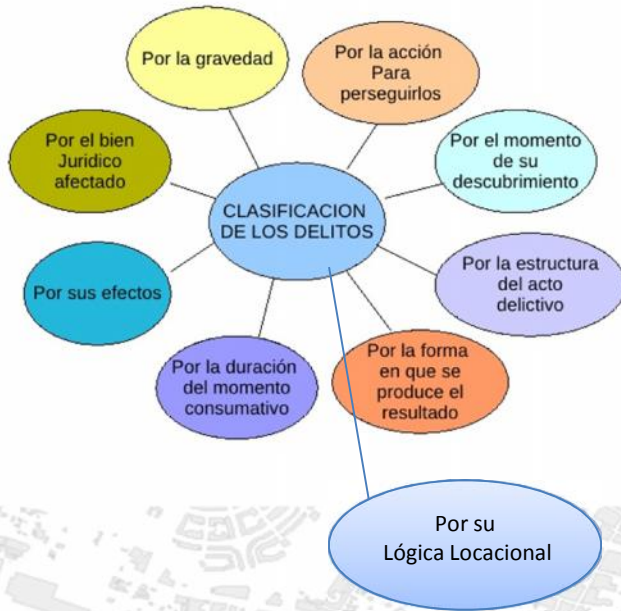 Por la gravedad
Por la acción
Para
perseguirlos
Por el bien
Juridico
afectado
Por el momento
de su
descubrimiento
CLASIFICACION
DE LOS DELITOS
Por sus efectos
Por la estructura
del acto
delictivo
Por la duración
del momento
consumativo
Por la forma
en que se
produce el
resultado
Por su
Lógica Locacional